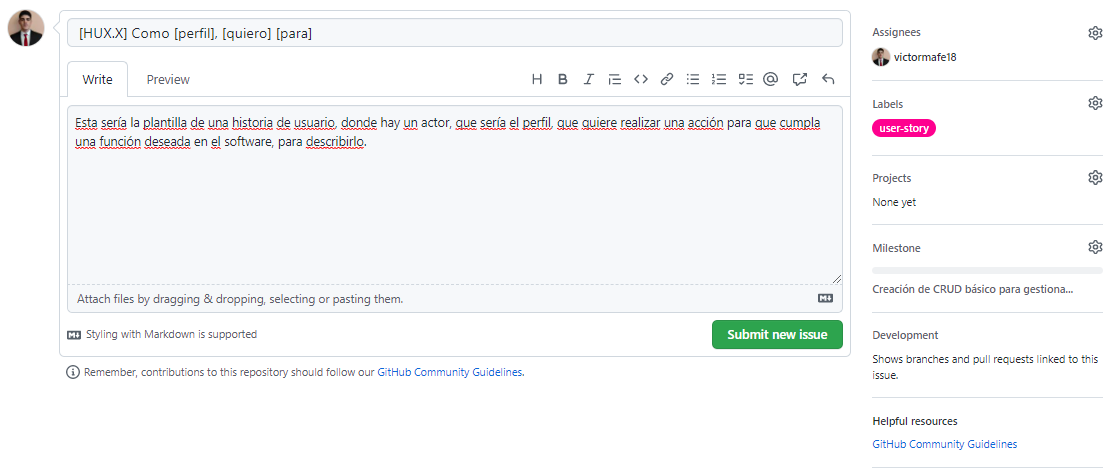 [HUX.X] Como [perfil], [quiero] [para]
Write
Preview
Esta sería la plantilla de una historia de usuario, donde hay un actor, que sería el perfil, que quiere realizar una acción para que cumpla
una función deseada en el software, para describirlo.
Attach files by dragging & dropping, selecting or pasting them.
Styling with Markdown is supported
Submit new issue
Remember, contributions to this repository should follow our GitHub Community Guidelines.
Assignees
victormafe18
Labels
user-story
Projects
None yet
Milestone
Creación de CRUD básico para gestiona...
Development
Shows branches and pull requests linked to this
issue.
Helpful resources
GitHub Community Guidelines